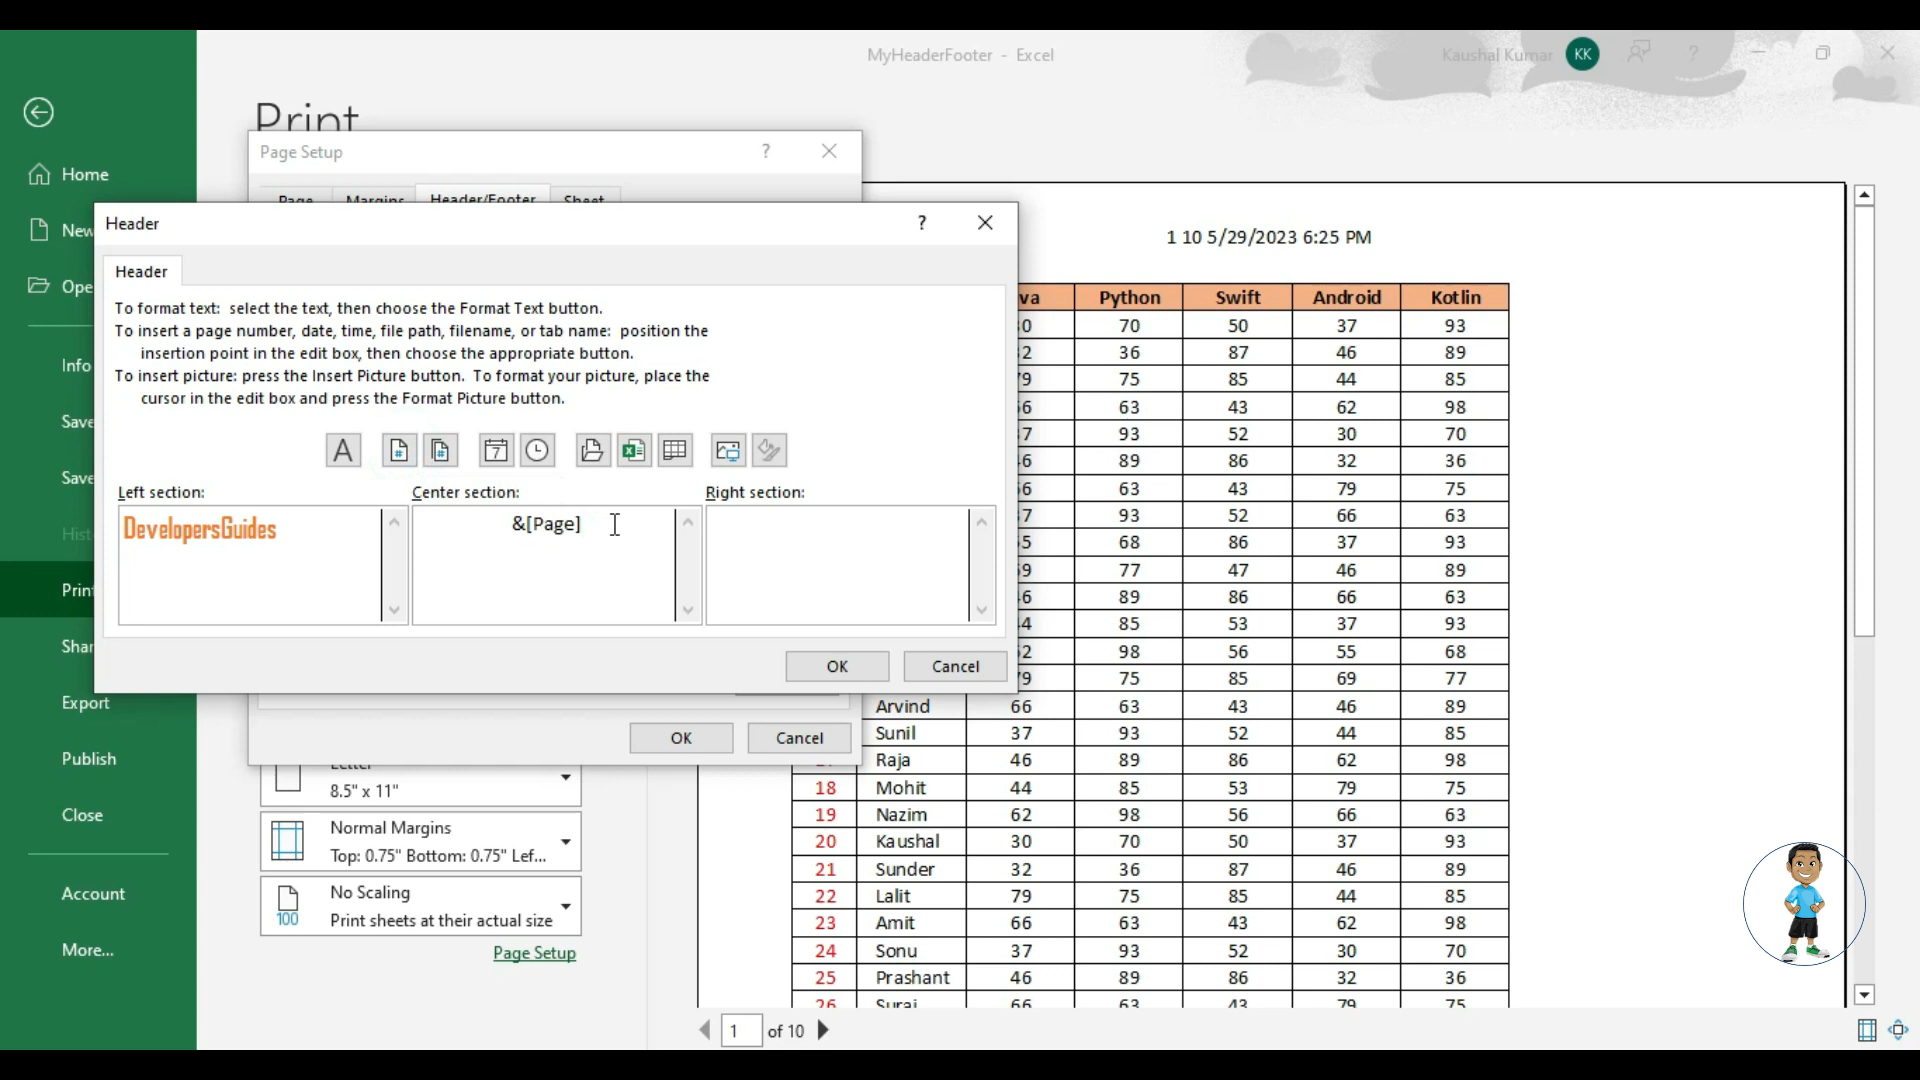 MyHeaderFooter - Excel
Kaushal Kumar
KK
?
Print
Home
New
Info
Export
Publish
Close
Account
More...
Page Setup
?
Page
Margins
Header/Footer
Sheet
Header
?
Header
To format text: select the text, then choose the Format Text button.
To insert a page number, date, time, file path, filename, or tab name: position the
insertion point in the edit box, then choose the appropriate button.
To insert picture: press the Insert Picture button. To format your picture, place the
cursor in the edit box and press the Format Picture button.
A # # 7
Left section:
Center section:
Right section:
DevelopersGuides
&[Page]
OK
Cancel
OK
Cancel
Letter
8.5" x 11"
Normal Margins
Top: 0.75" Bottom: 0.75" Lef...
100
No Scaling
Print sheets at their actual size
Page Setup
1 10 5/29/2023 6:25 PM
Python Swift Android Kotlin
70 50 37 93
36 87 46 89
75 85 44 85
63 43 62 98
93 52 30 70
89 86 32 36
63 43 79 75
93 52 66 63
68 86 37 93
77 47 46 89
89 86 66 63
85 53 37 93
98 56 55 68
75 85 69 77
Arvind 66 63 43 46 89
Sunil 37 93 52 44 85
Raja 46 89 86 62 98
18 Mohit 44 85 53 79 75
19 Nazim 62 98 56 66 63
20 Kaushal 30 70 50 37 93
21 Sunder 32 36 87 46 89
22 Lalit 79 75 85 44 85
23 Amit 66 63 43 62 98
24 Sonu 37 93 52 30 70
25 Prashant 46 89 86 32 36
26 Suraj 66 63 43 79 75
1 of 10